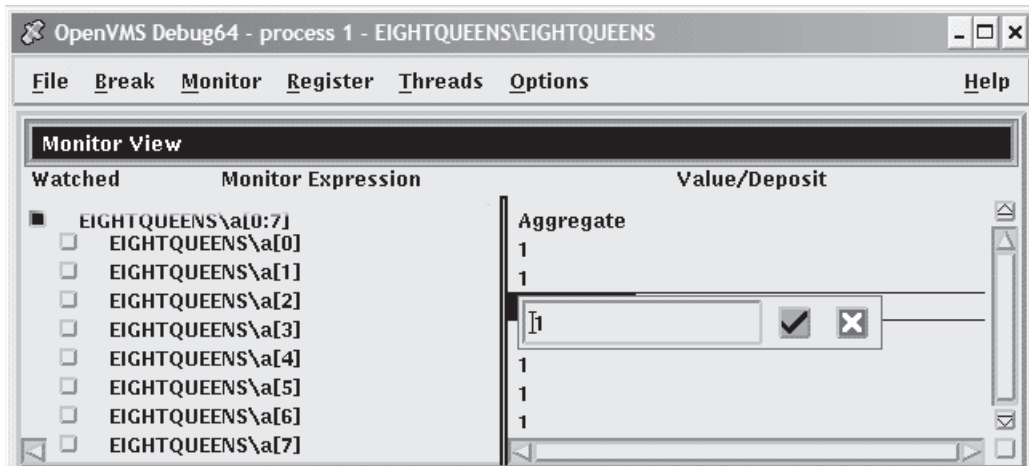 OpenVMS Debug64 - process 1 - EIGHTQUEENS\EIGHTQUEENS
File Break Monitor Register Threads Options Help
Monitor View
Watched Monitor Expression Value/Deposit
EIGHTQUEENS\a[0:7] Aggregate
EIGHTQUEENS\a[0] 1
EIGHTQUEENS\a[1] 1
EIGHTQUEENS\a[2]
EIGHTQUEENS\a[3] 1
EIGHTQUEENS\a[4] 1
EIGHTQUEENS\a[5] 1
EIGHTQUEENS\a[6] 1
EIGHTQUEENS\a[7]